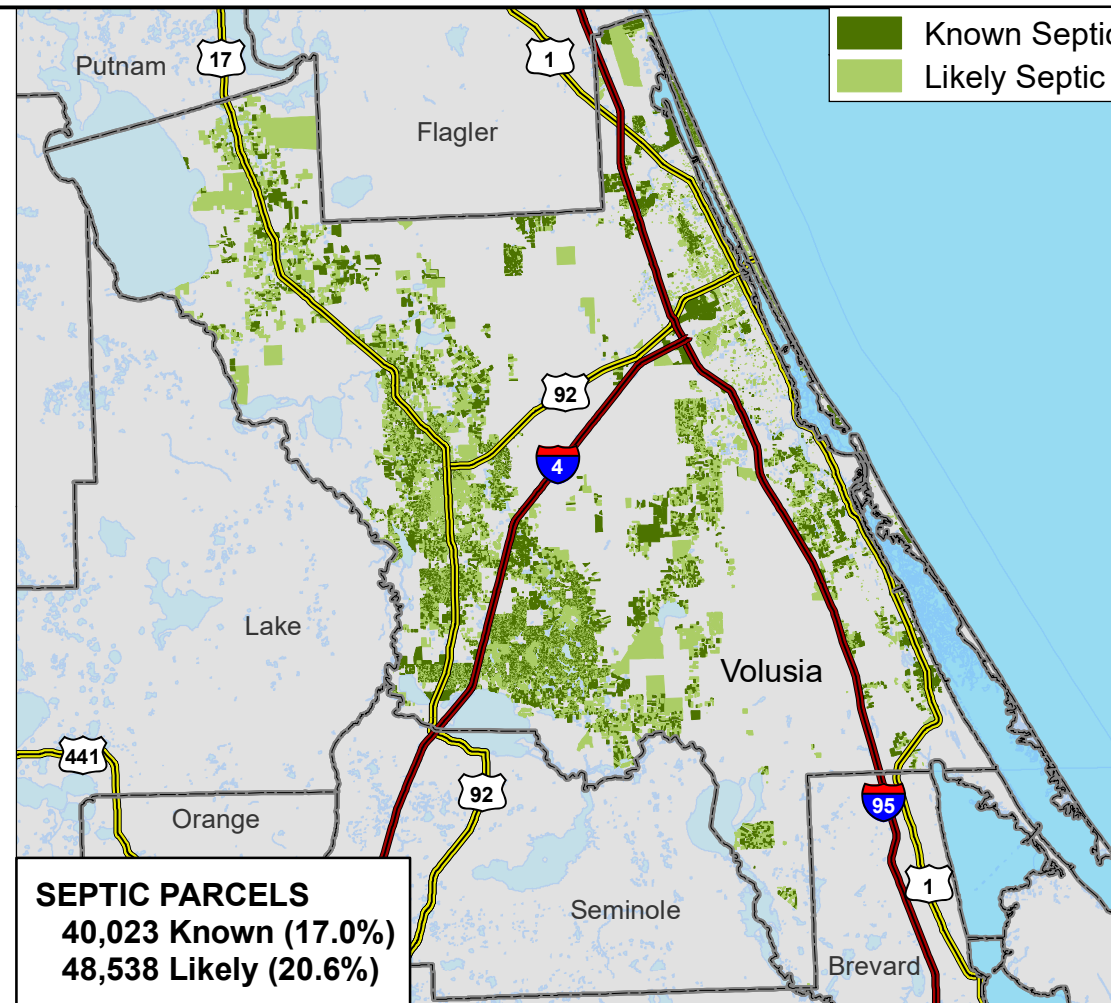 Known Septic
Likely Septic
Putnam
17
1
Flagler
92
4
Lake
Volusia
441
92
95
Orange
1
SEPTIC PARCELS
40,023 Known (17.0%)
48,538 Likely (20.6%)
Seminole
Brevard